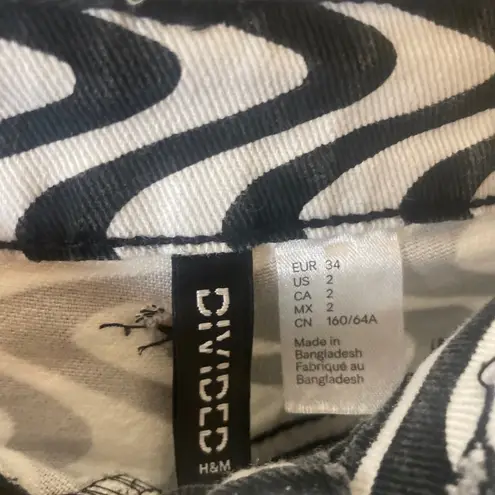 DIVIDED
H&M
EUR 34
US 2
CA 2
MX 2
CN 160/64A
Made in
Bangladesh
Fabriqué au
Bangladesh